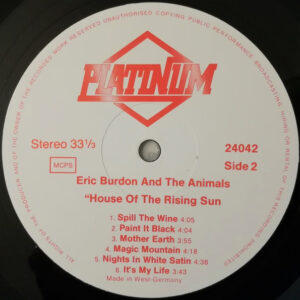 PLATINUM
Stereo 33⅓
24042
MCPS
Side 2
Eric Burdon And The Animals
"House Of The Rising Sun
1. Spill The Wine 4:05
2. Paint It Black 4:04
3. Mother Earth 3:55
4. Magic Mountain 4:18
5. Nights In White Satin 4:38
6. It's My Life 3:43
Made in West-Germany
ALL RIGHTS OF THE PRODUCER AND OF THE OWNER OF THE RECORDED WORK RESERVED UNAUTHORISED COPYING PUBLIC PERFORMANCE BROADCASTING HIRING OR RENTAL OF THIS RECORD PROHIBITED